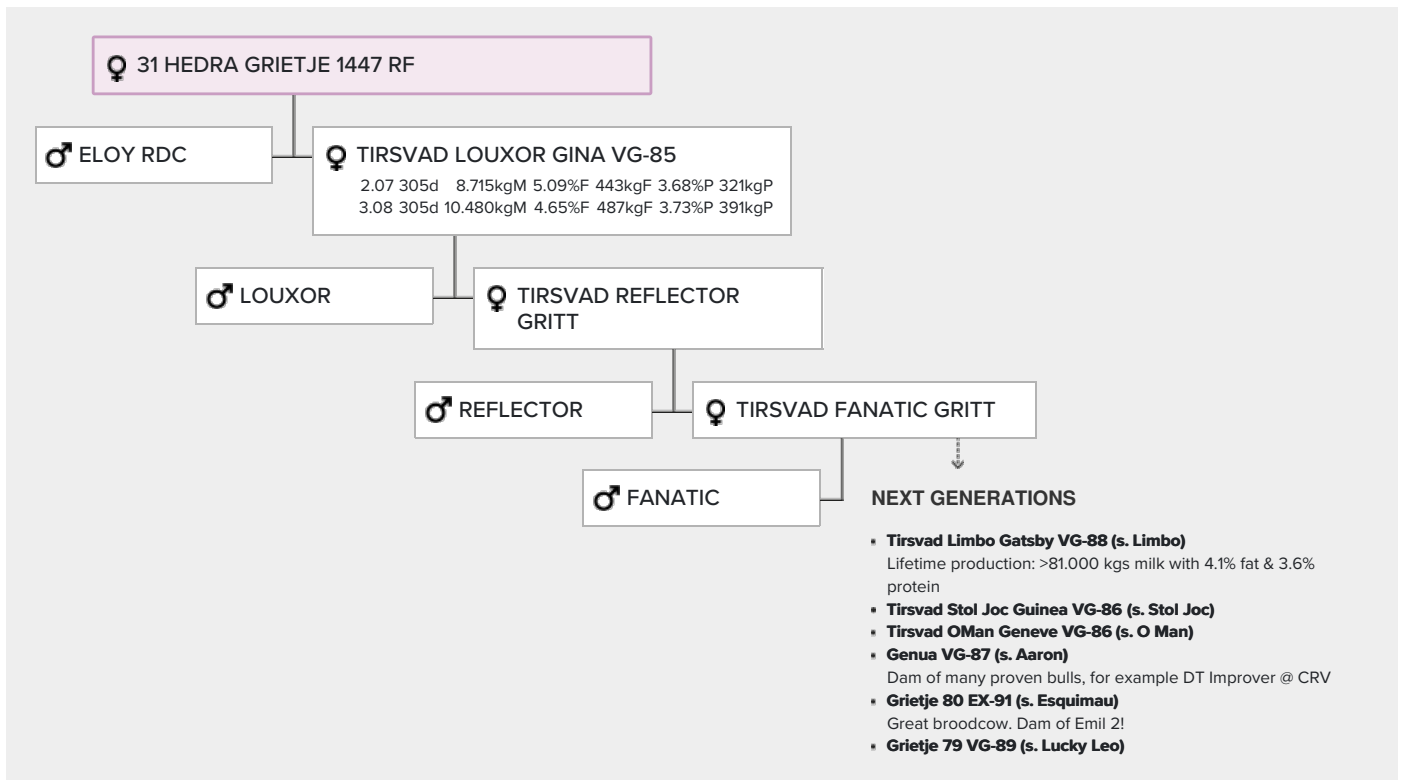 ♀ 31 HEDRA GRIETJE 1447 RF
♂ ELOY RDC
♀ TIRSVAD LOUXOR GINA VG-85
2.07 305d 8.715kgM 5.09%F 443kgF 3.68%P 321kgP
3.08 305d 10.480kgM 4.65%F 487kgF 3.73%P 391kgP
♂ LOUXOR
♀ TIRSVAD REFLECTOR
GRITT
♂ REFLECTOR
♀ TIRSVAD FANATIC GRITT
♂ FANATIC
NEXT GENERATIONS
▪ Tirsvad Limbo Gatsby VG-88 (s. Limbo)
Lifetime production: >81.000 kgs milk with 4.1% fat & 3.6%
protein
▪ Tirsvad Stol Joc Guinea VG-86 (s. Stol Joc)
▪ Tirsvad OMan Geneve VG-86 (s. O Man)
▪ Genua VG-87 (s. Aaron)
Dam of many proven bulls, for example DT Improver @ CRV
▪ Grietje 80 EX-91 (s. Esquimau)
Great broodcow. Dam of Emil 2!
▪ Grietje 79 VG-89 (s. Lucky Leo)